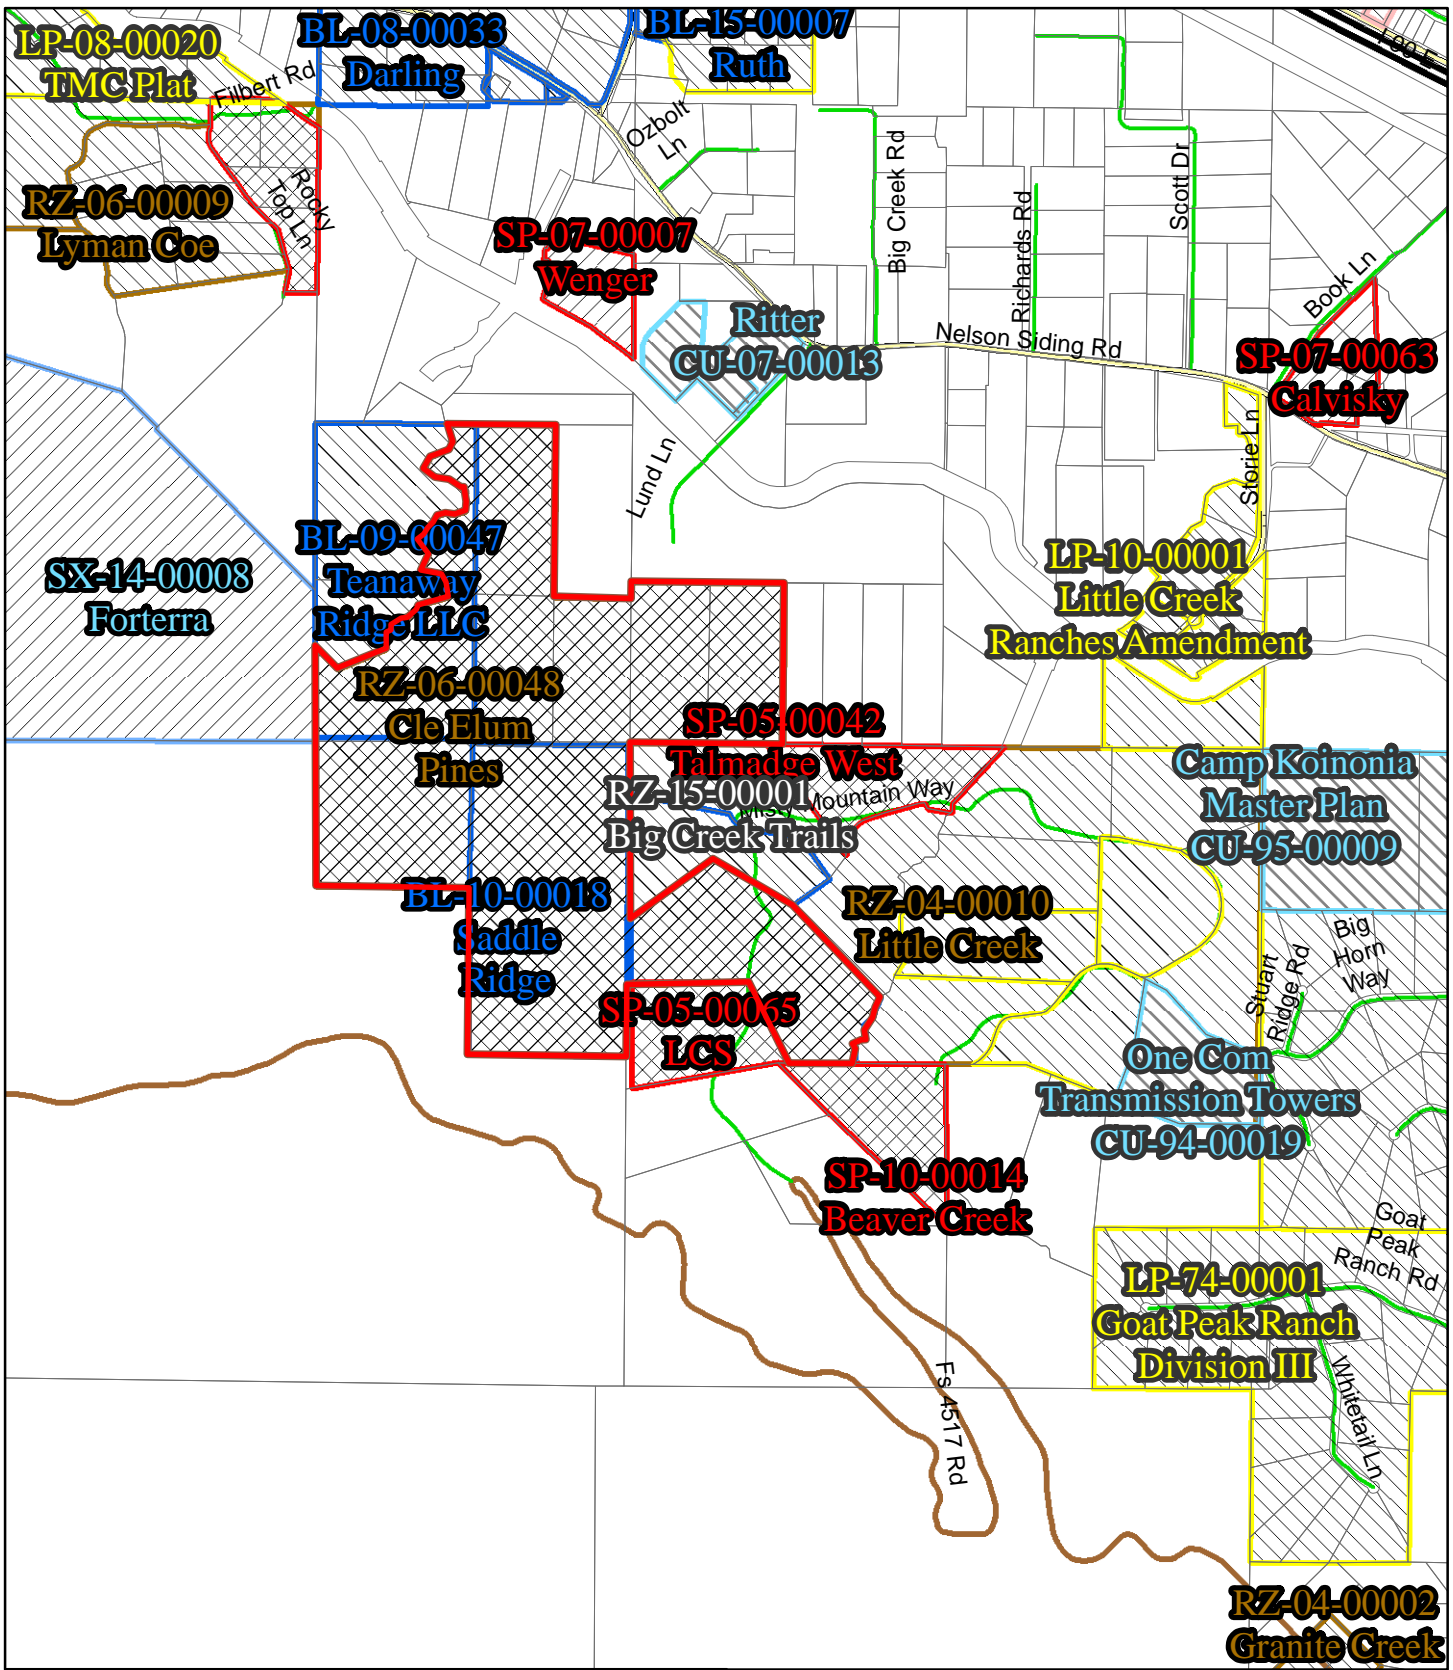 LP-08-00020
TMC Plat
Filbert Rd
BL-08-00033
Darling
BL-15-00007
Ruth
I-90 E
Ozbolt
Ln
Big Creek Rd
Richards Rd
Scott Dr
Book Ln
RZ-06-00009
Lyman Coe
Rocky
Top Ln
SP-07-00007
Wenger
Ritter
CU-07-00013
Nelson Siding Rd
SP-07-00063
Calvisky
Lund Ln
Storie Ln
SX-14-00008
Forterra
BL-09-00047
Teanaway
Ridge LLC
LP-10-00001
Little Creek
Ranches Amendment
RZ-06-00048
Cle Elum
Pines
SP-05-00042
Talmadge West
Misty Mountain Way
RZ-15-00001
Big Creek Trails
Camp Koinonia
Master Plan
CU-95-00009
BL-10-00018
Saddle
Ridge
RZ-04-00010
Little Creek
Big
Horn
Way
Stuart
Ridge Rd
SP-05-00065
LCS
One Com
Transmission Towers
CU-94-00019
SP-10-00014
Beaver Creek
Goat
Peak
Ranch Rd
LP-74-00001
Goat Peak Ranch
Division III
Whitetail Ln
Fs 4517 Rd
RZ-04-00002
Granite Creek